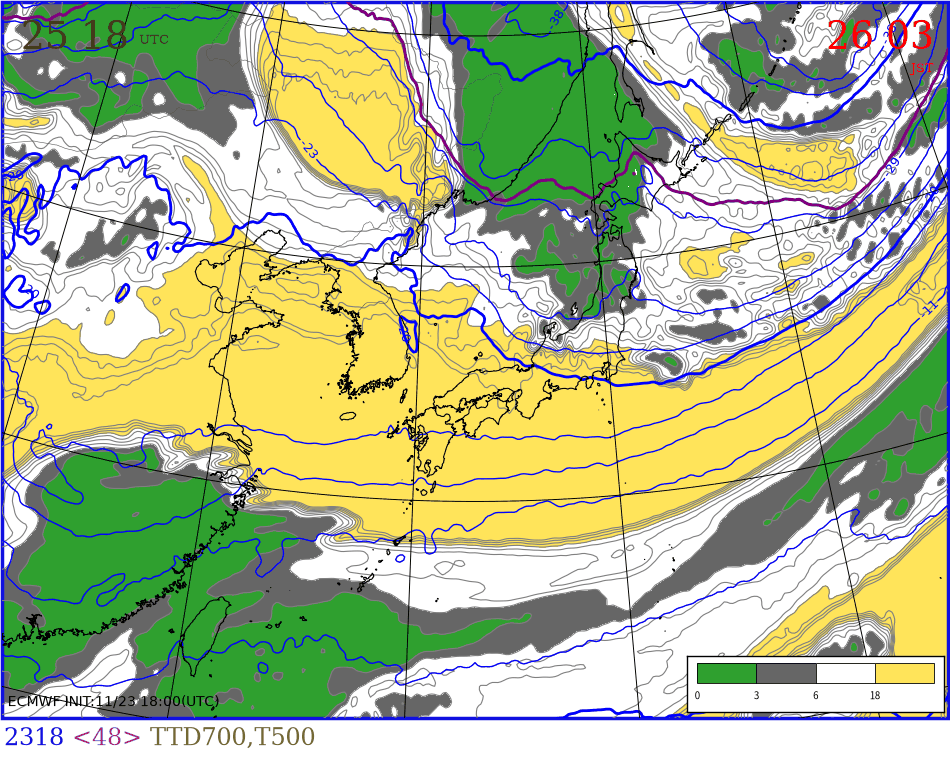 25 18 UTC
26 03
JST
-38
-23
-29
-29
-11
0 3 6 18
ECMWF INIT:11/23 18:00(UTC)
2318 <48> TTD700,T500